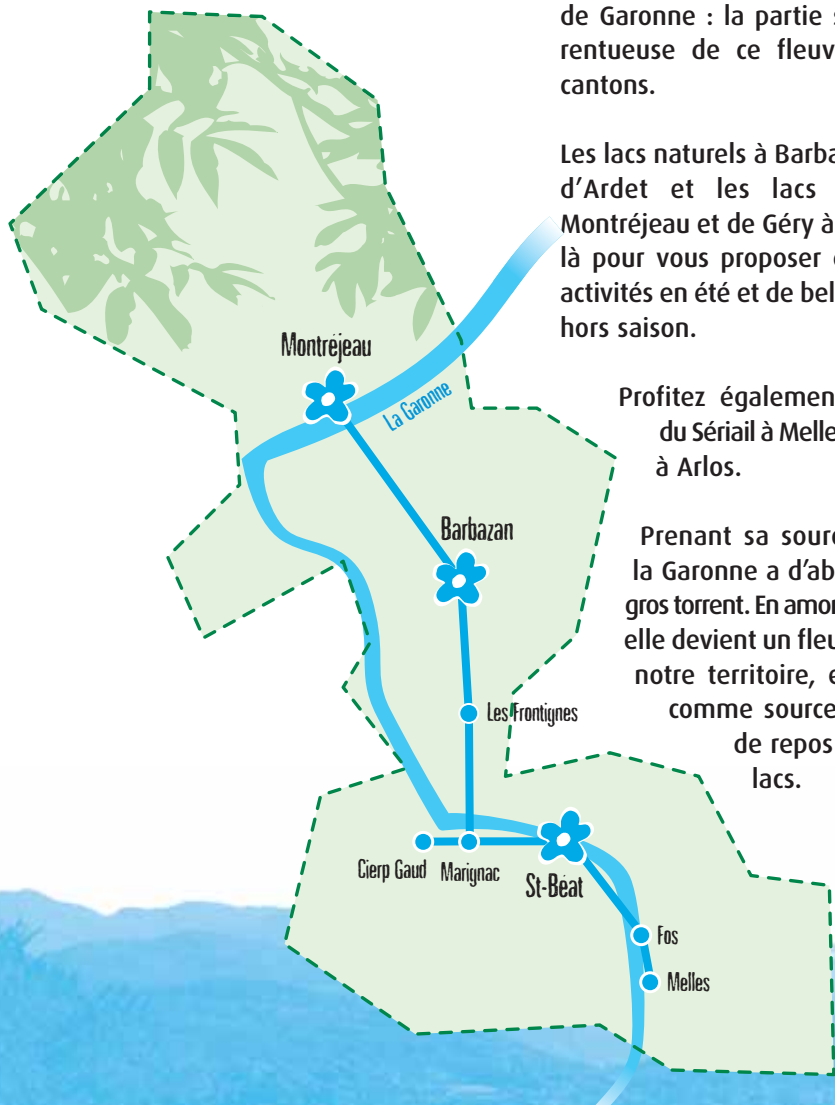 de Garonne : la partie s
rentueuse de ce fleuv
cantons.
Les lacs naturels à Barba
d’Ardet et les lacs
Montréjeau et de Géry à
là pour vous proposer
activités en été et de bel
hors saison.
Profitez égalemen
du Sériail à Melle
à Arlos.
Prenant sa sourc
la Garonne a d’ab
gros torrent. En amon
elle devient un fleu
notre territoire, e
comme source
de repos
lacs.
Montréjeau
La Garonne
Barbazan
Les Frontignes
Cierp Gaud
Marignac
St-Béat
Fos
Melles